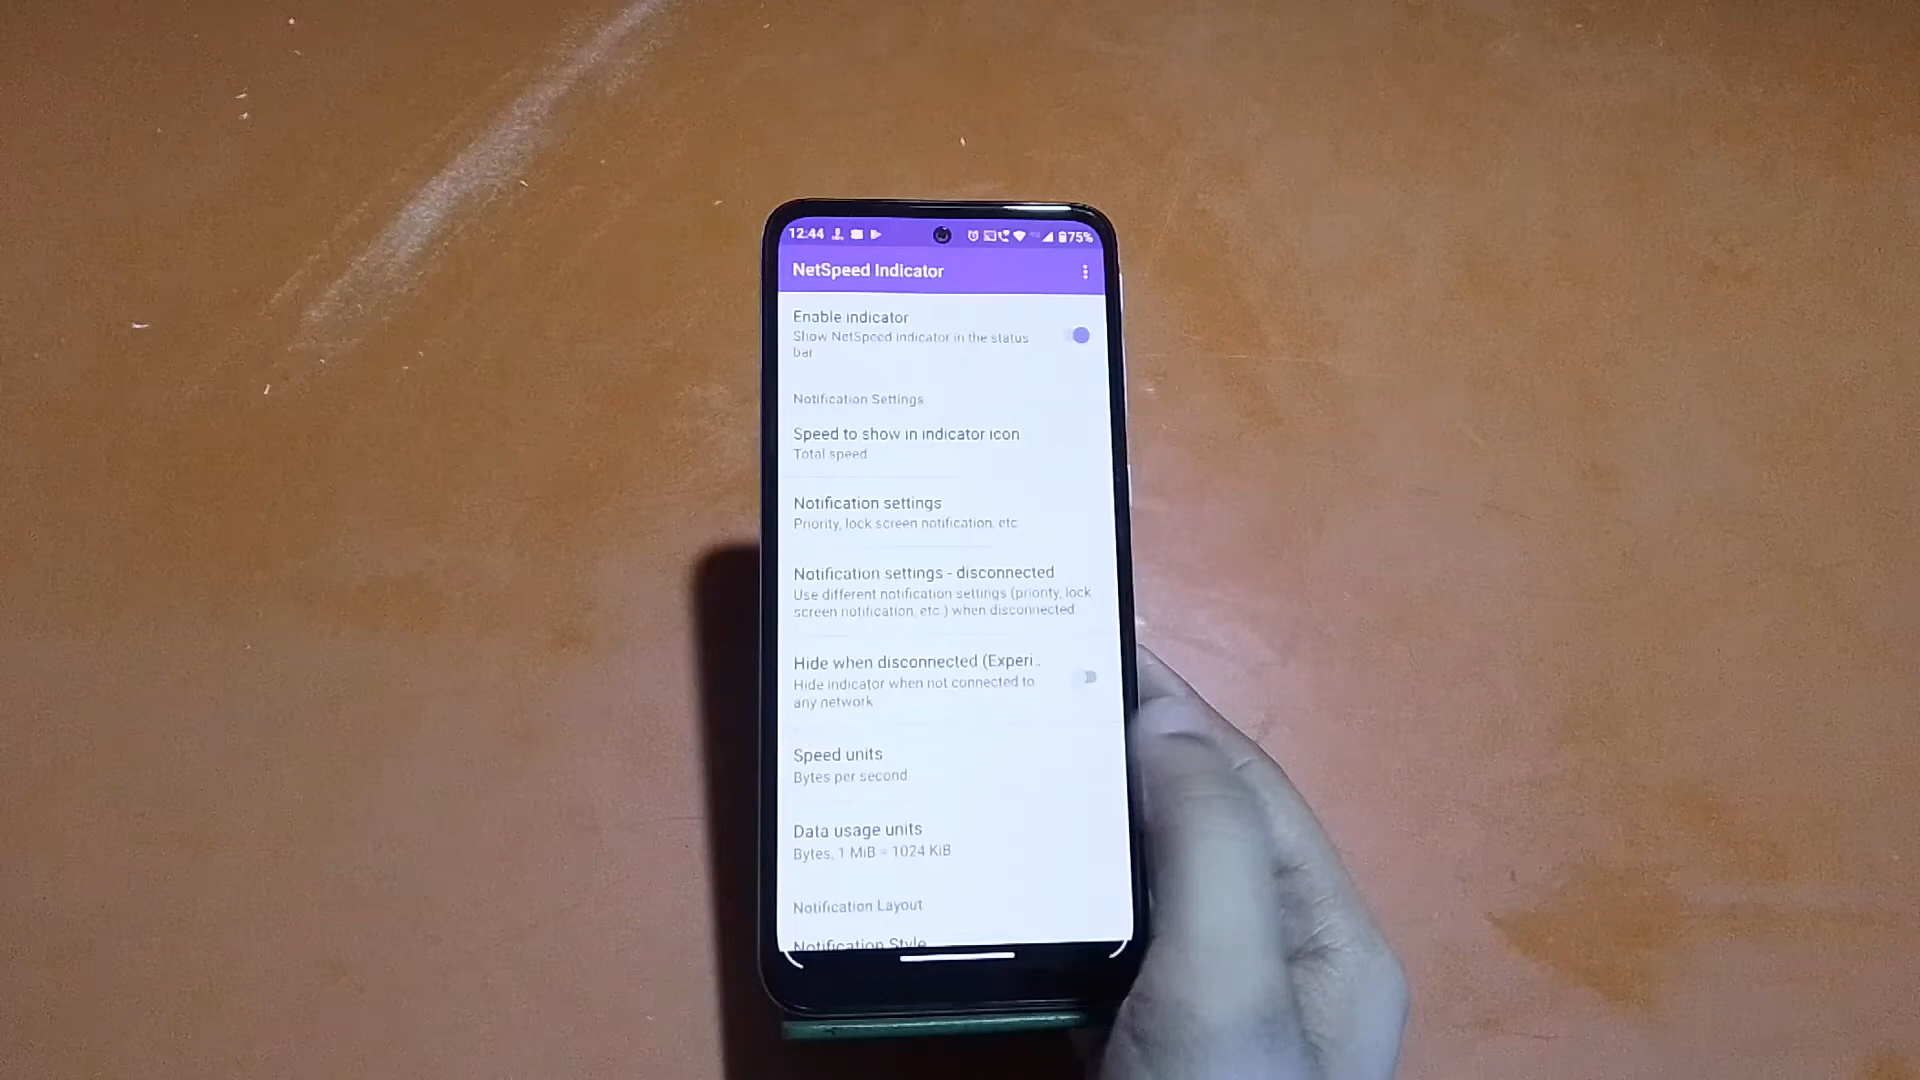 12:44 75%
NetSpeed Indicator
Enable indicator
Show NetSpeed indicator in the status
bar
Notification Settings
Speed to show in indicator icon
Total speed
Notification settings
Priority, lock screen notification, etc
Notification settings - disconnected
Use different notification settings (priority, lock
screen notification, etc.) when disconnected
Hide when disconnected (Experi..
Hide indicator when not connected to
any network
Speed units
Bytes per second
Data usage units
Bytes, 1 MiB = 1024 KiB
Notification Layout
Notification Style